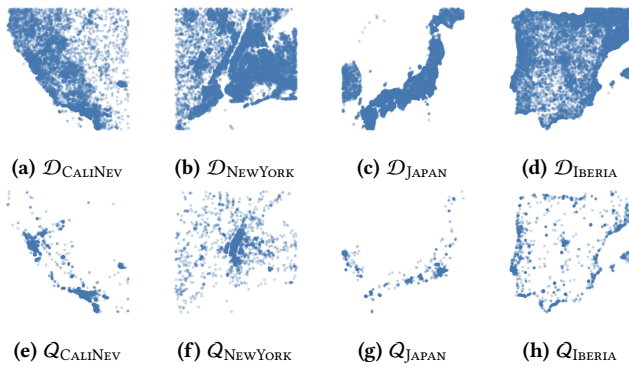 (a) 𝒟CaliNev (b) 𝒟NewYork (c) 𝒟Japan (d) 𝒟Iberia
(e) 𝒬CaliNev (f) 𝒬NewYork (g) 𝒬Japan (h) 𝒬Iberia